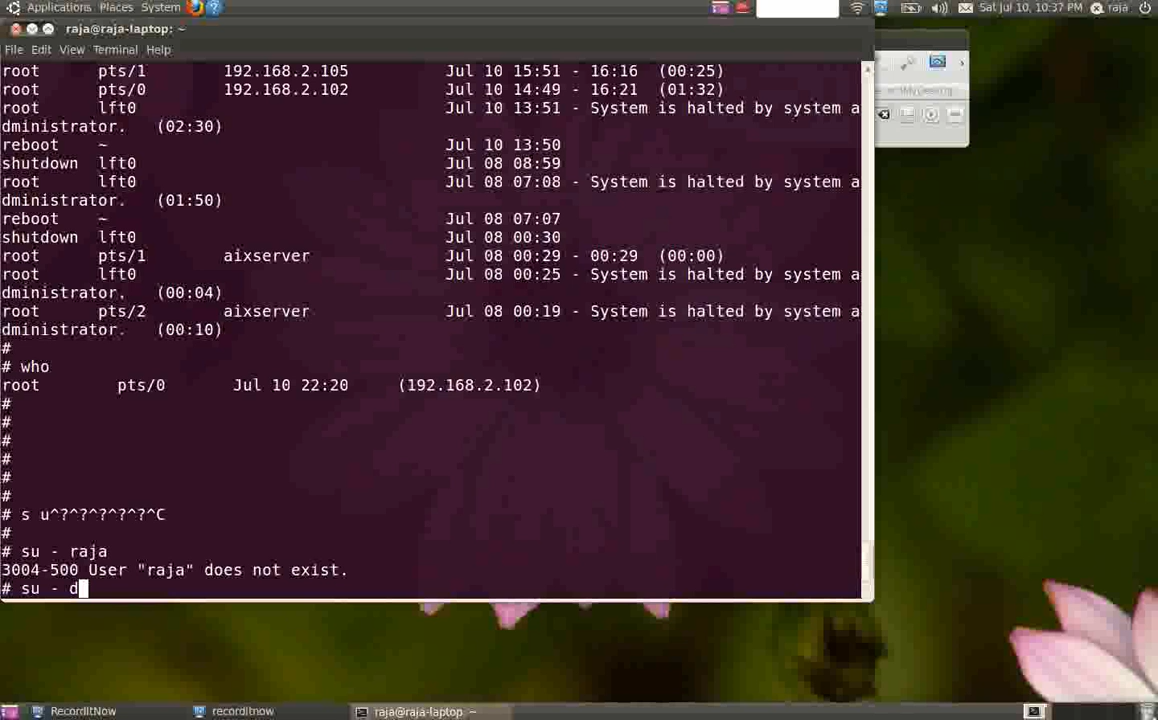 Applications Places System
Sat Jul 10, 10:37 PM raja
raja@raja-laptop: ~
File Edit View Terminal Help
root pts/1 192.168.2.105 Jul 10 15:51 - 16:16 (00:25)
root pts/0 192.168.2.102 Jul 10 14:49 - 16:21 (01:32)
root lft0 Jul 10 13:51 - System is halted by system a
dministrator. (02:30)
reboot ~ Jul 10 13:50
shutdown lft0 Jul 08 08:59
root lft0 Jul 08 07:08 - System is halted by system a
dministrator. (01:50)
reboot ~ Jul 08 07:07
shutdown lft0 Jul 08 00:30
root pts/1 aixserver Jul 08 00:29 - 00:29 (00:00)
root lft0 Jul 08 00:25 - System is halted by system a
dministrator. (00:04)
root pts/2 aixserver Jul 08 00:19 - System is halted by system a
dministrator. (00:10)
#
# who
root pts/0 Jul 10 22:20 (192.168.2.102)
#
#
#
#
#
#
# s u^?^?^?^?^?^C
#
# su - raja
3004-500 User "raja" does not exist.
# su - d
RecordItNow
recorditnow
raja@raja-laptop: ~